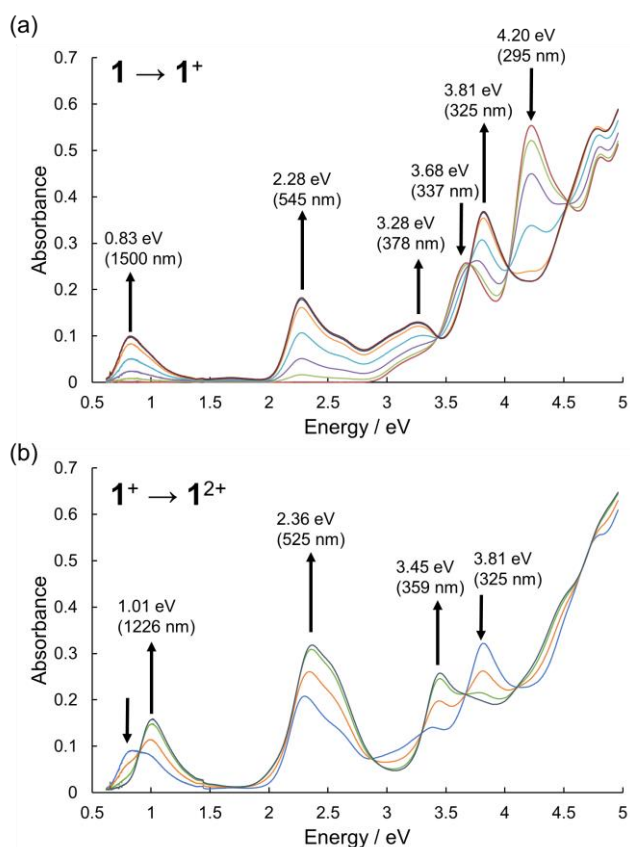 (a)
1 → 1+
0.83 eV
(1500 nm)
2.28 eV
(545 nm)
3.28 eV
(378 nm)
3.68 eV
(337 nm)
3.81 eV
(325 nm)
4.20 eV
(295 nm)
Absorbance
0.7
0.6
0.5
0.4
0.3
0.2
0.1
0
0.5 1 1.5 2 2.5 3 3.5 4 4.5 5
Energy / eV
(b)
1+ → 12+
1.01 eV
(1226 nm)
2.36 eV
(525 nm)
3.45 eV
(359 nm)
3.81 eV
(325 nm)
Absorbance
0.7
0.6
0.5
0.4
0.3
0.2
0.1
0
0.5 1 1.5 2 2.5 3 3.5 4 4.5 5
Energy / eV